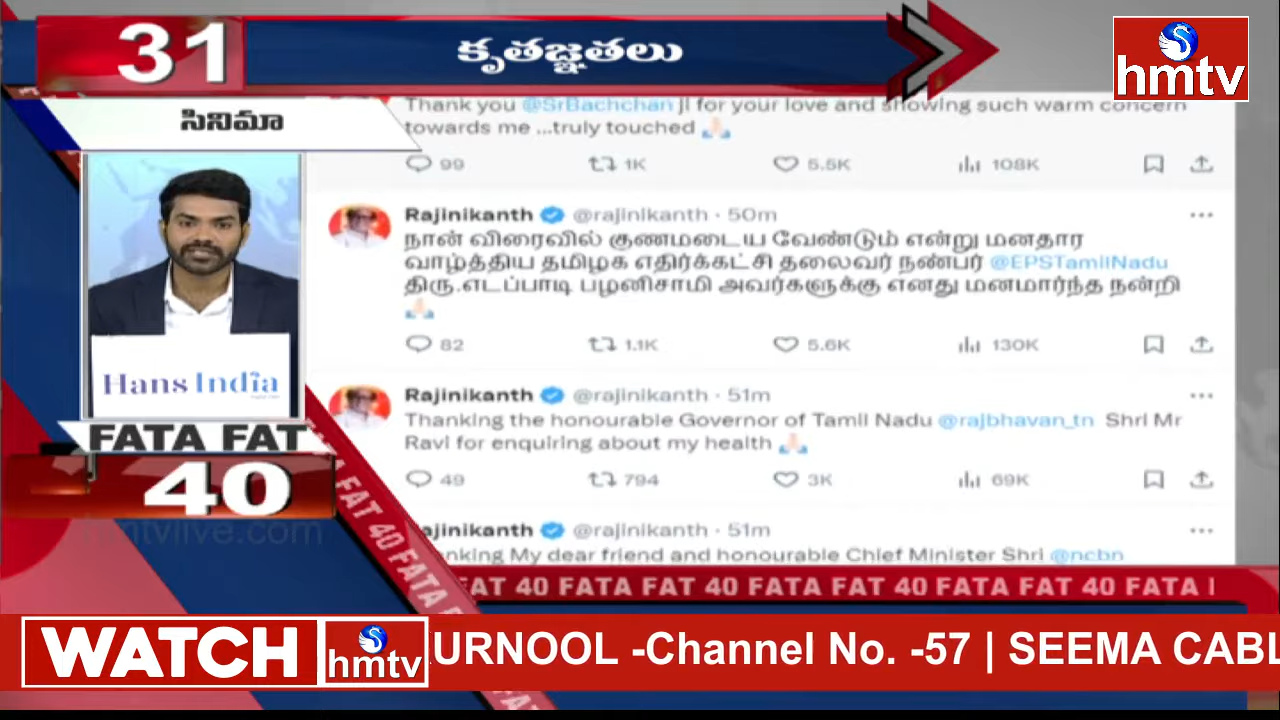 31
కృతజ్ఞతలు
hmtv
సినిమా
Thank you @SrBachchan ji for your love and showing such warm concern
towards me ...truly touched 🙏🏻
99 1K 5.5K 108K
Rajinikanth @rajinikanth · 50m
நான் விரைவில் குணமடைய வேண்டும் என்று மனதார
வாழ்த்திய தமிழக எதிர்க்கட்சி தலைவர் நண்பர் @EPSTamilNadu
திரு.எடப்பாடி பழனிசாமி அவர்களுக்கு எனது மனமார்ந்த நன்றி
🙏🏻
82 1.1K 5.6K 130K
Rajinikanth @rajinikanth · 51m
Thanking the honourable Governor of Tamil Nadu @rajbhavan_tn Shri Mr
Ravi for enquiring about my health 🙏🏻
49 794 3K 69K
ajinikanth @rajinikanth · 51m
nking My dear friend and honourable Chief Minister Shri @ncbn
Hans India
FATA FAT
40
hmtvlive.com
FATA FAT 40 FATA
FAT 40 FATA FAT 40 FATA FAT 40 FATA FAT 40 FATA
WATCH hmtv KURNOOL -Channel No. -57 | SEEMA CABL